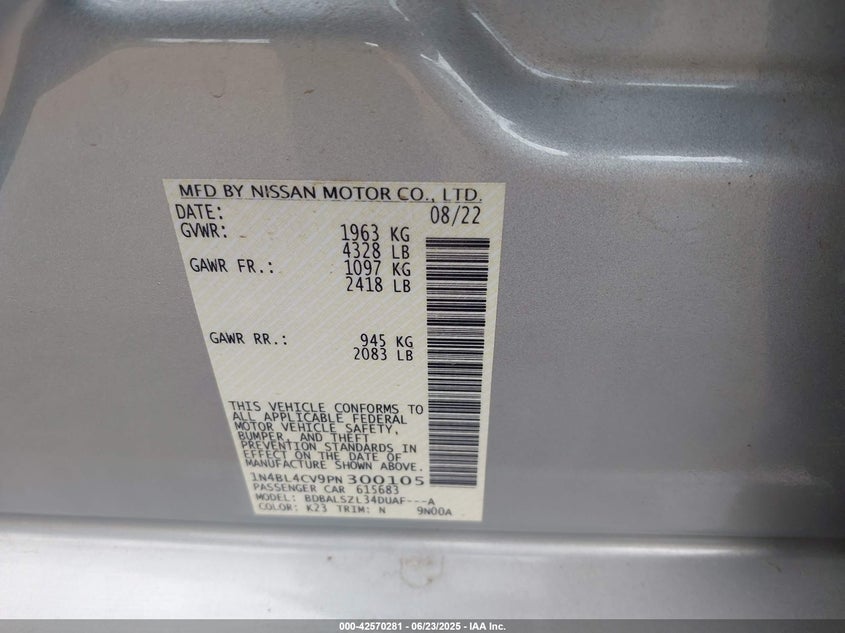 MFD BY NISSAN MOTOR CO., LTD.
DATE: 08/22
GVWR: 1963 KG
4328 LB
GAWR FR.: 1097 KG
2418 LB
GAWR RR.: 945 KG
2083 LB
THIS VEHICLE CONFORMS TO
ALL APPLICABLE FEDERAL
MOTOR VEHICLE SAFETY,
BUMPER, AND THEFT
PREVENTION STANDARDS IN
EFFECT ON THE DATE OF
MANUFACTURE SHOWN ABOVE.
1N4BL4CV9PN300105
PASSENGER CAR 615683
MODEL: BDBALSZL34DUAF---A
COLOR: K23 TRIM: N 9N00A
000-42570281 - 06/23/2025 - IAA Inc.